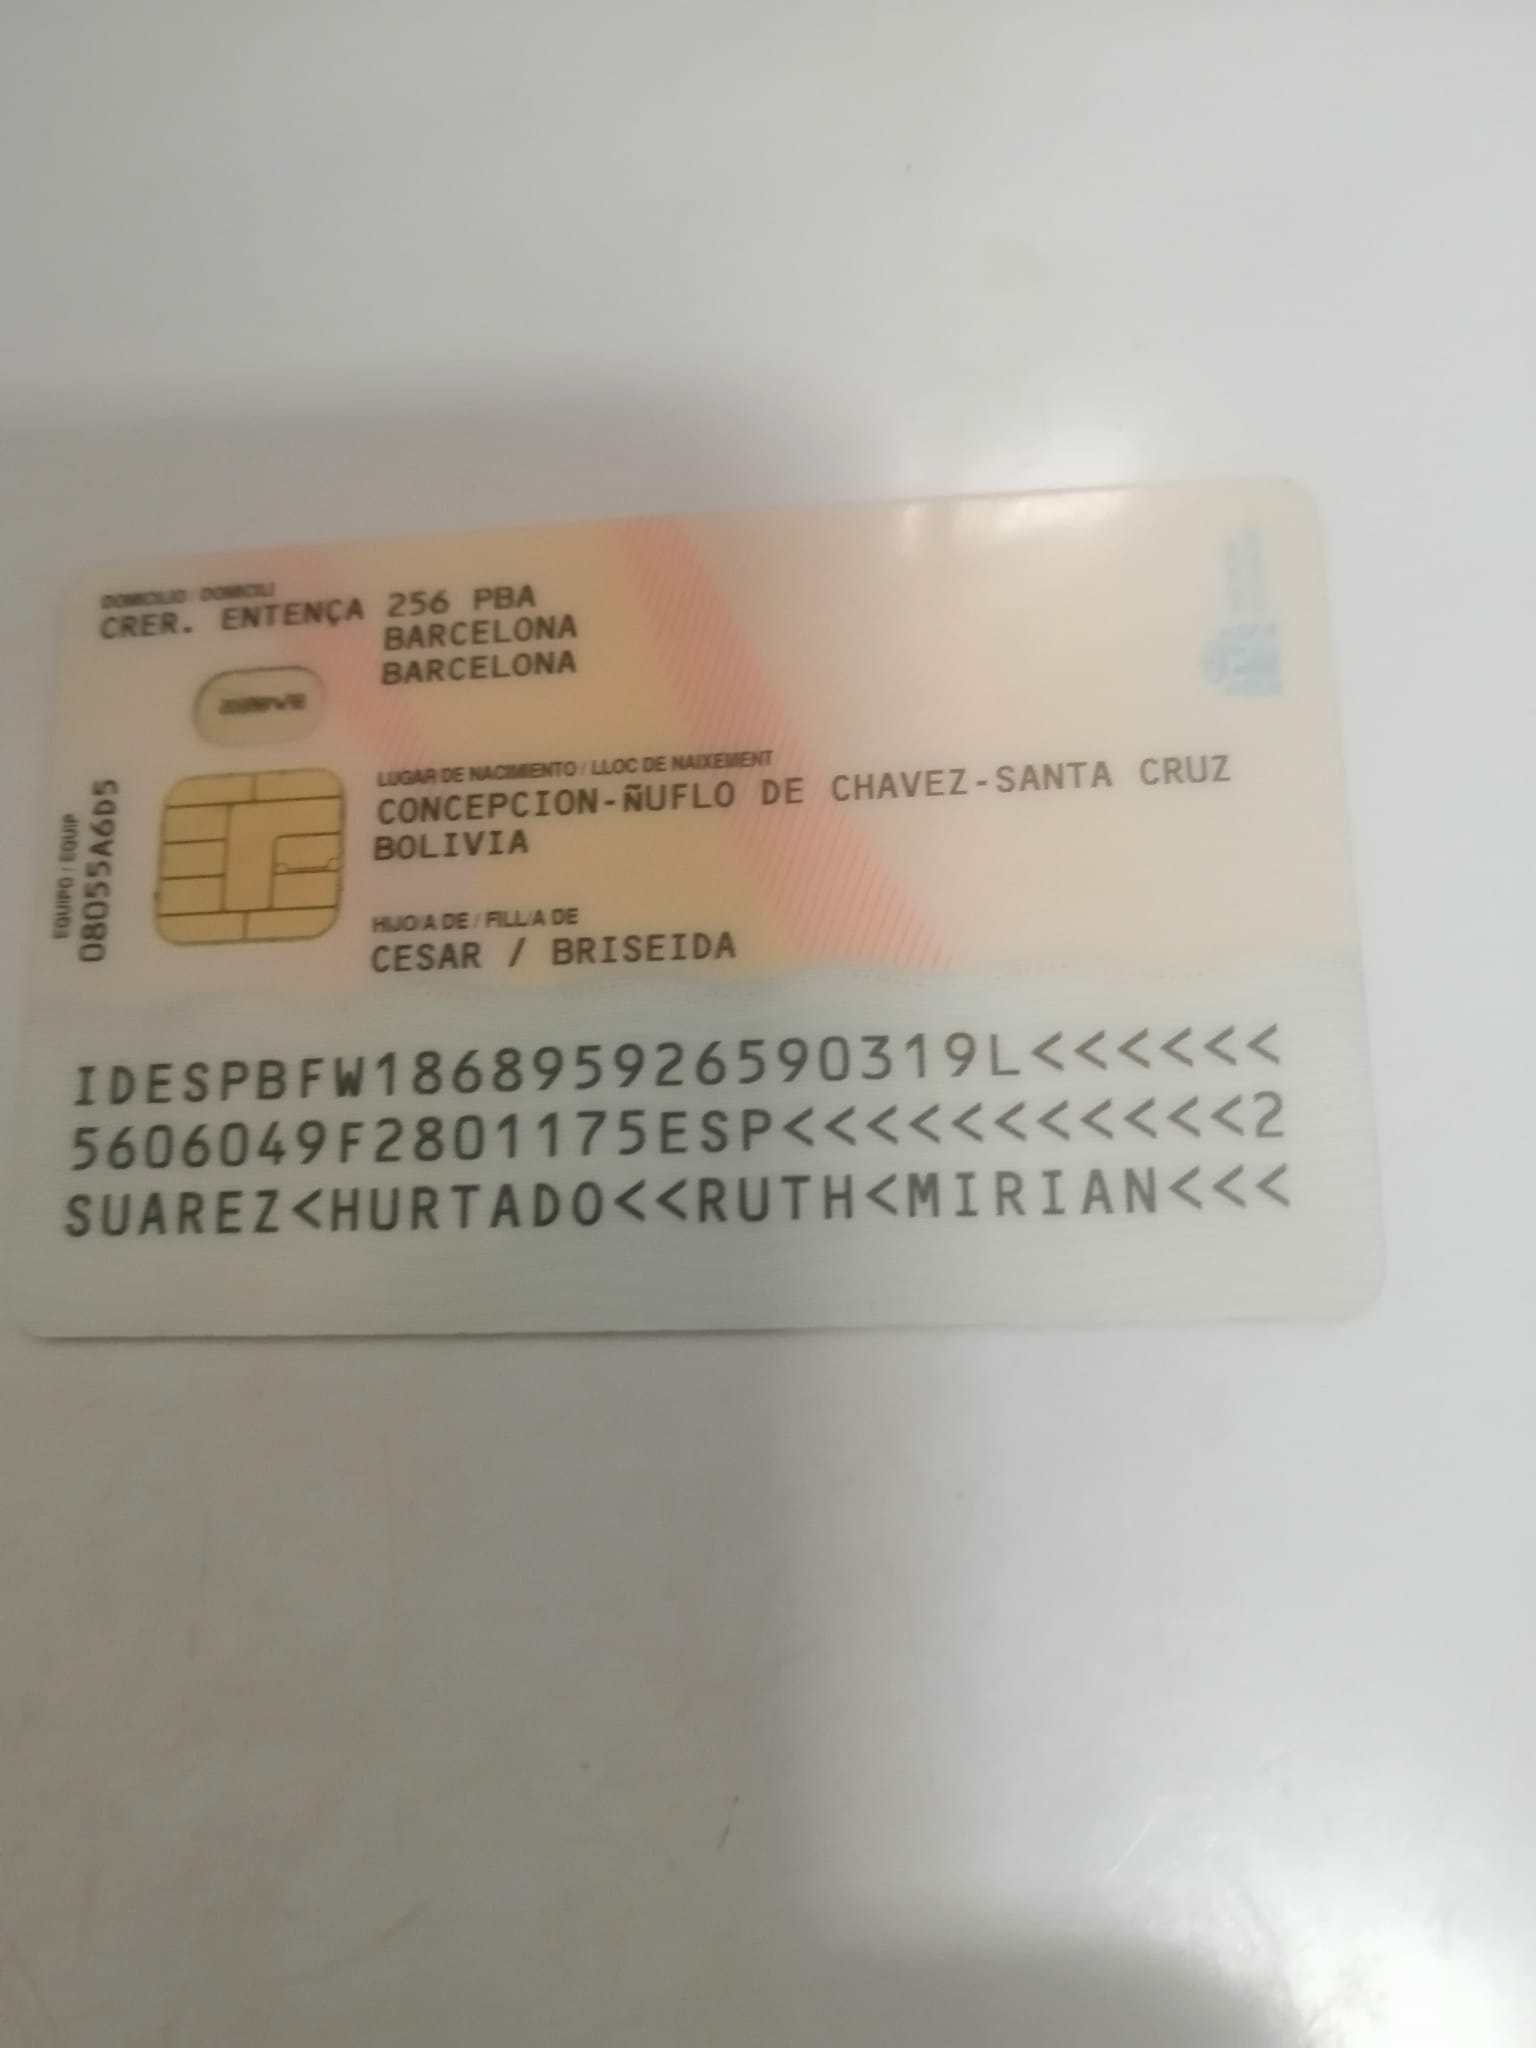 DOMICILIO / DOMICILI
CRER. ENTENÇA 256 PBA
BARCELONA
BARCELONA
EQUIPO / EQUIP
08055A6D5
LUGAR DE NACIMIENTO / LLOC DE NAIXEMENT
CONCEPCION-ÑUFLO DE CHAVEZ-SANTA CRUZ
BOLIVIA
HIJO/A DE / FILL/A DE
CESAR / BRISEIDA
IDESPBFW186895926590319L<<<<<<
5606049F2801175ESP<<<<<<<<<<<2
SUAREZ<HURTADO<<RUTH<MIRIAN<<<